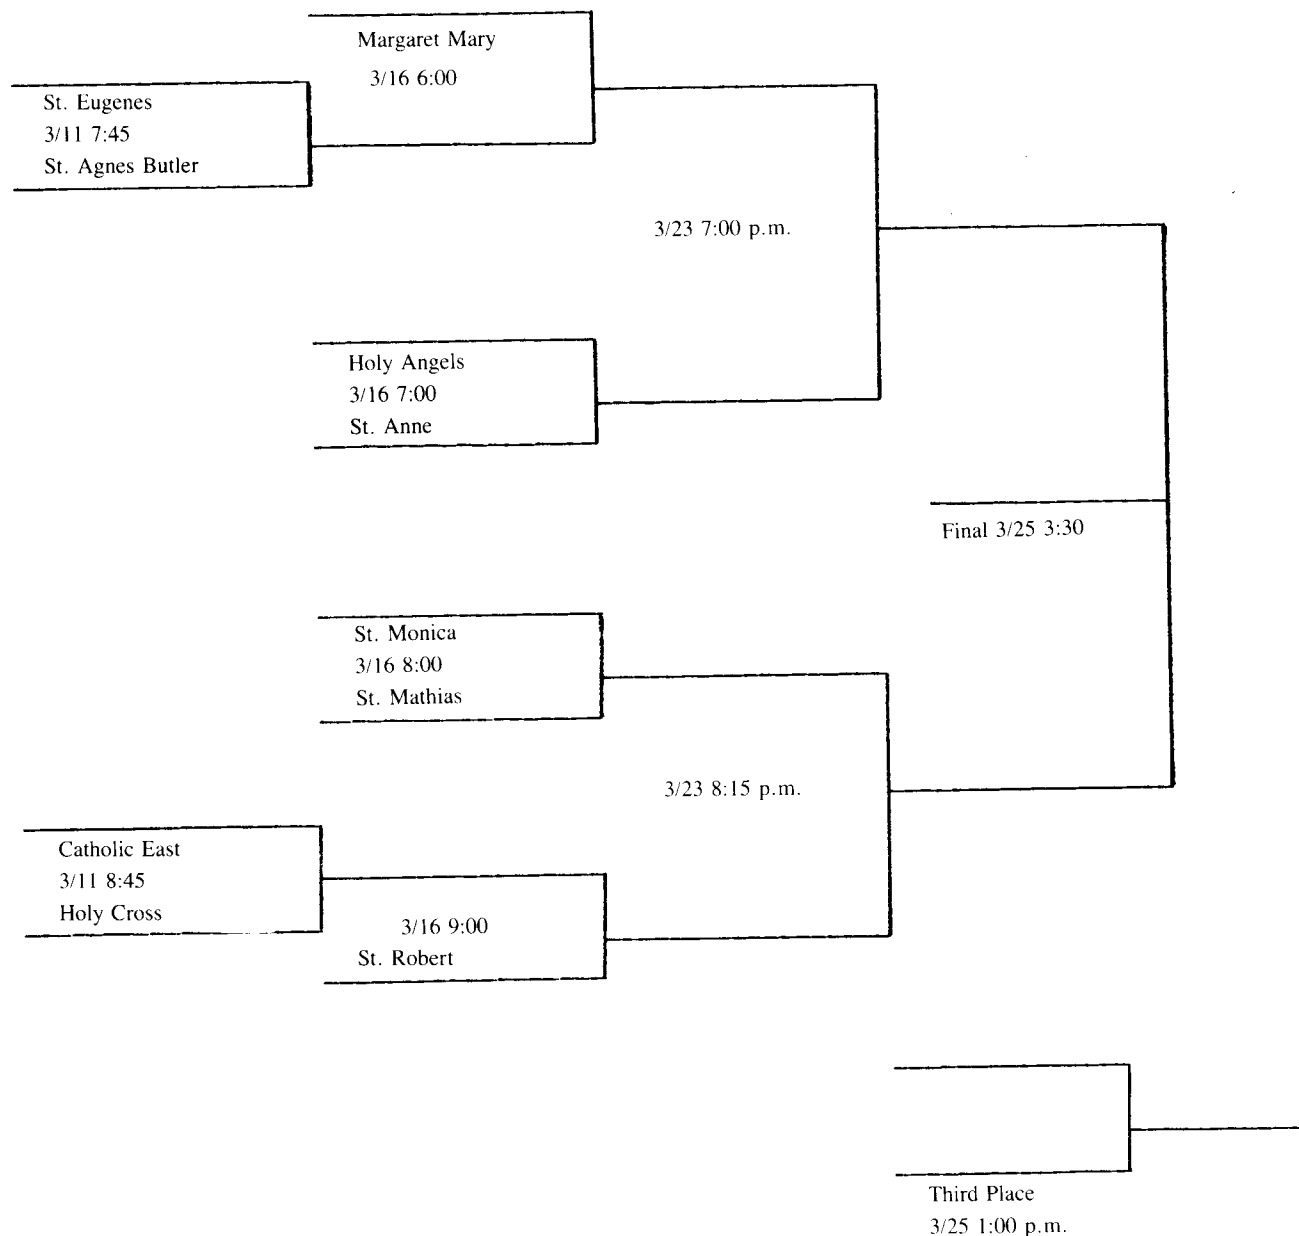 Margaret Mary
3/16 6:00
St. Eugenes
3/11 7:45
St. Agnes Butler
3/23 7:00 p.m.
Holy Angels
3/16 7:00
St. Anne
Final 3/25 3:30
St. Monica
3/16 8:00
St. Mathias
3/23 8:15 p.m.
Catholic East
3/11 8:45
Holy Cross
3/16 9:00
St. Robert
Third Place
3/25 1:00 p.m.